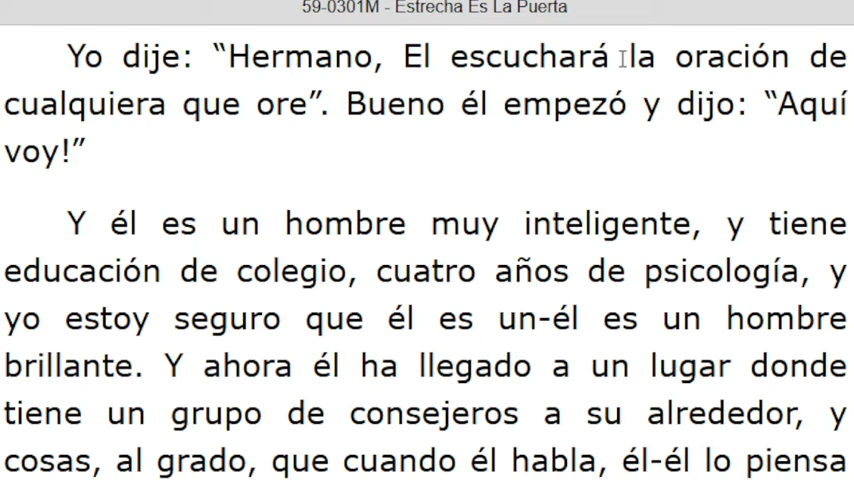 59-0301M - Estrecha Es La Puerta
Yo dije: “Hermano, El escuchará la oración de
cualquiera que ore”. Bueno él empezó y dijo: “Aquí
voy!”
Y él es un hombre muy inteligente, y tiene
educación de colegio, cuatro años de psicología, y
yo estoy seguro que él es un-él es un hombre
brillante. Y ahora él ha llegado a un lugar donde
tiene un grupo de consejeros a su alrededor, y
cosas, al grado, que cuando él habla, él-él lo piensa